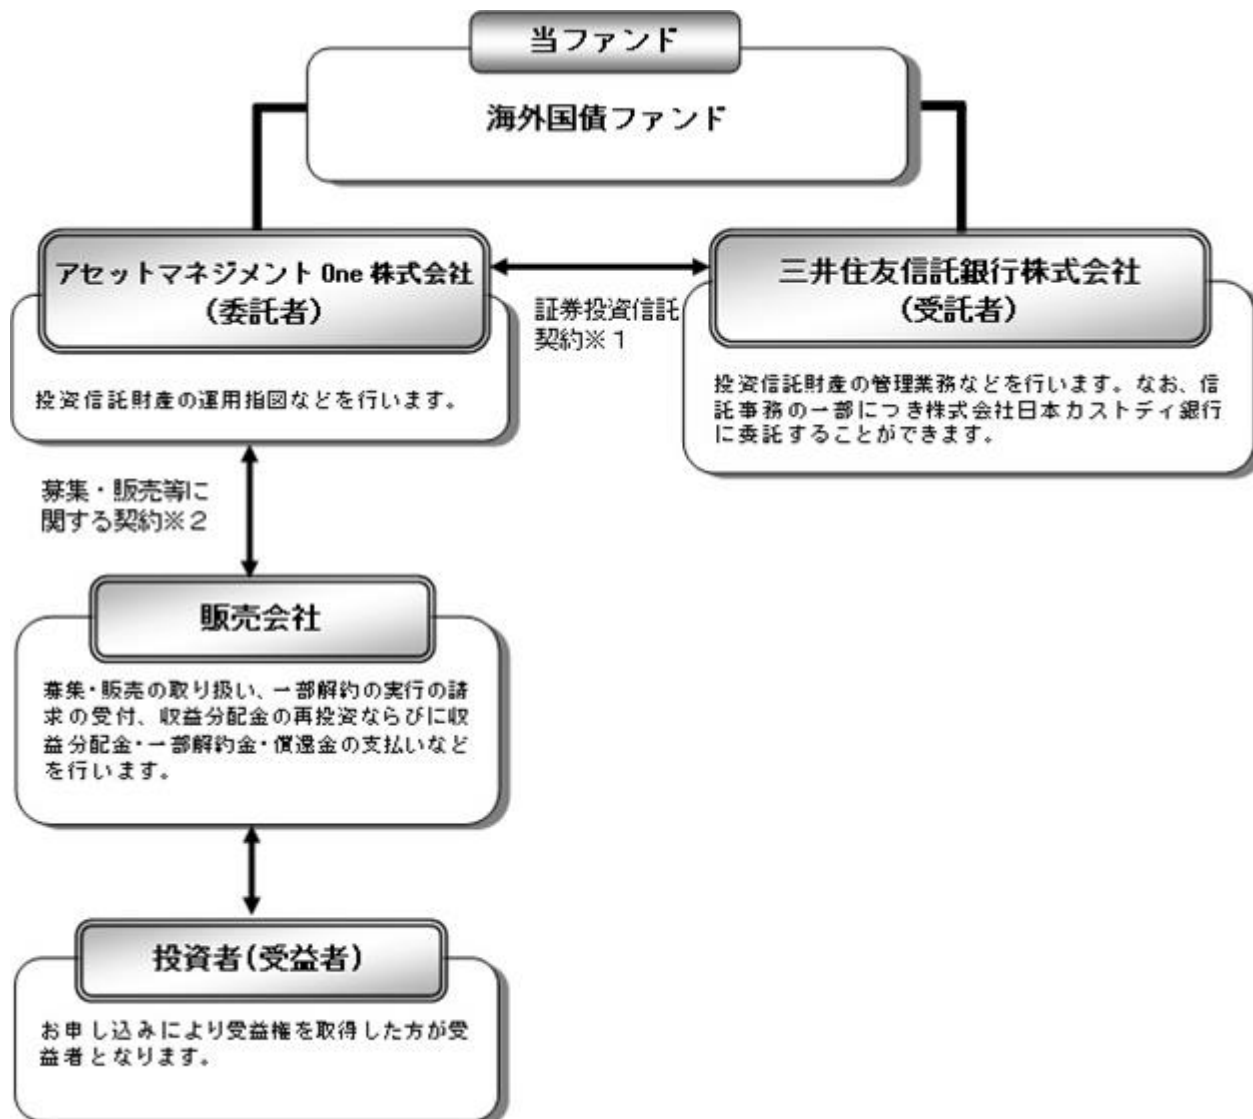 当ファンド
海外国債ファンド
アセットマネジメント One 株式会社
(委託者)
投資信託財産の運用指図などを行います。
証券投資信託
契約※1
三井住友信託銀行株式会社
(受託者)
投資信託財産の管理業務などを行います。なお、信
託事務の一部につき株式会社日本カストディ銀行
に委託することができます。
募集・販売等に
関する契約※2
販売会社
募集・販売の取り扱い、一部解約の実行の請
求の受付、収益分配金の再投資ならびに収
益分配金・一部解約金・償還金の支払いなど
を行います。
投資者(受益者)
お申し込みにより受益権を取得した方が受
益者となります。